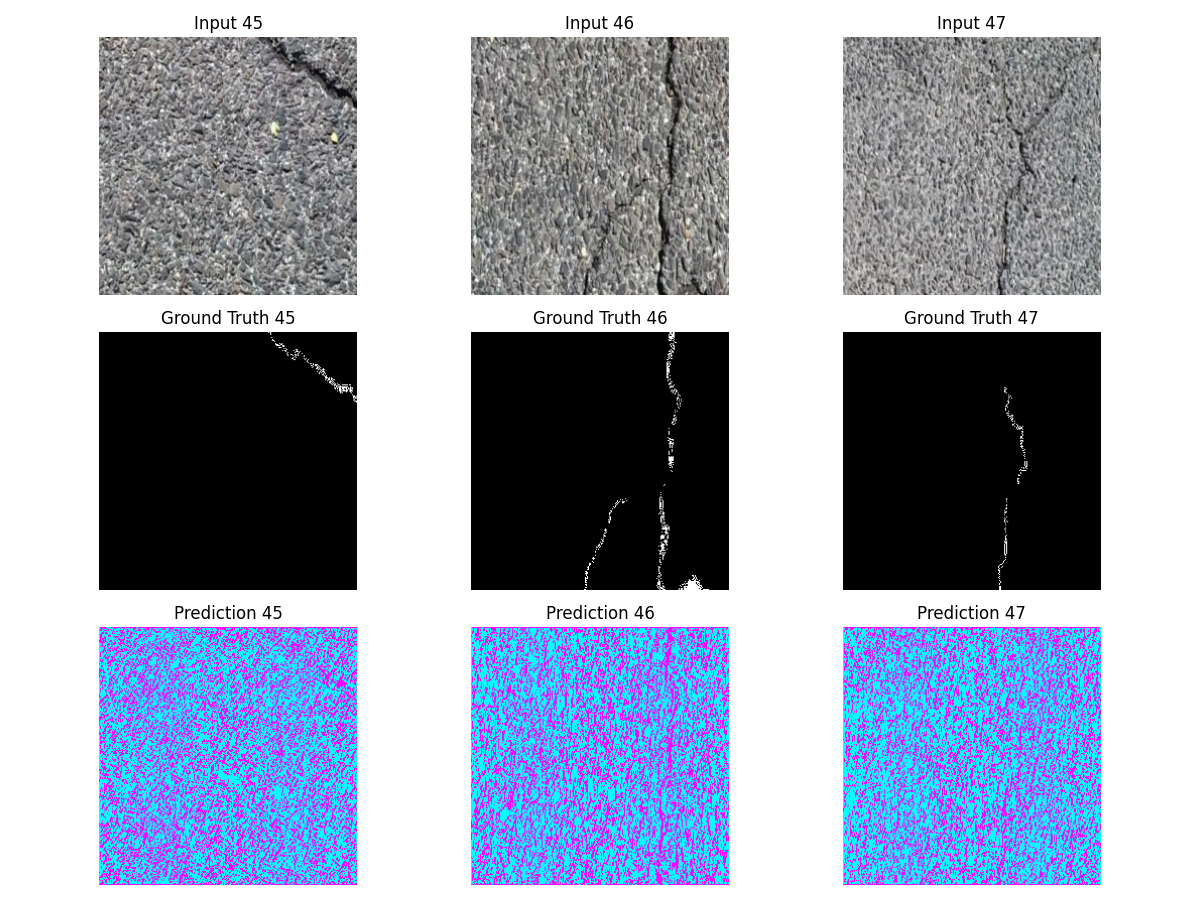 Input 45
Input 46
Input 47
Ground Truth 45
Ground Truth 46
Ground Truth 47
Prediction 45
Prediction 46
Prediction 47